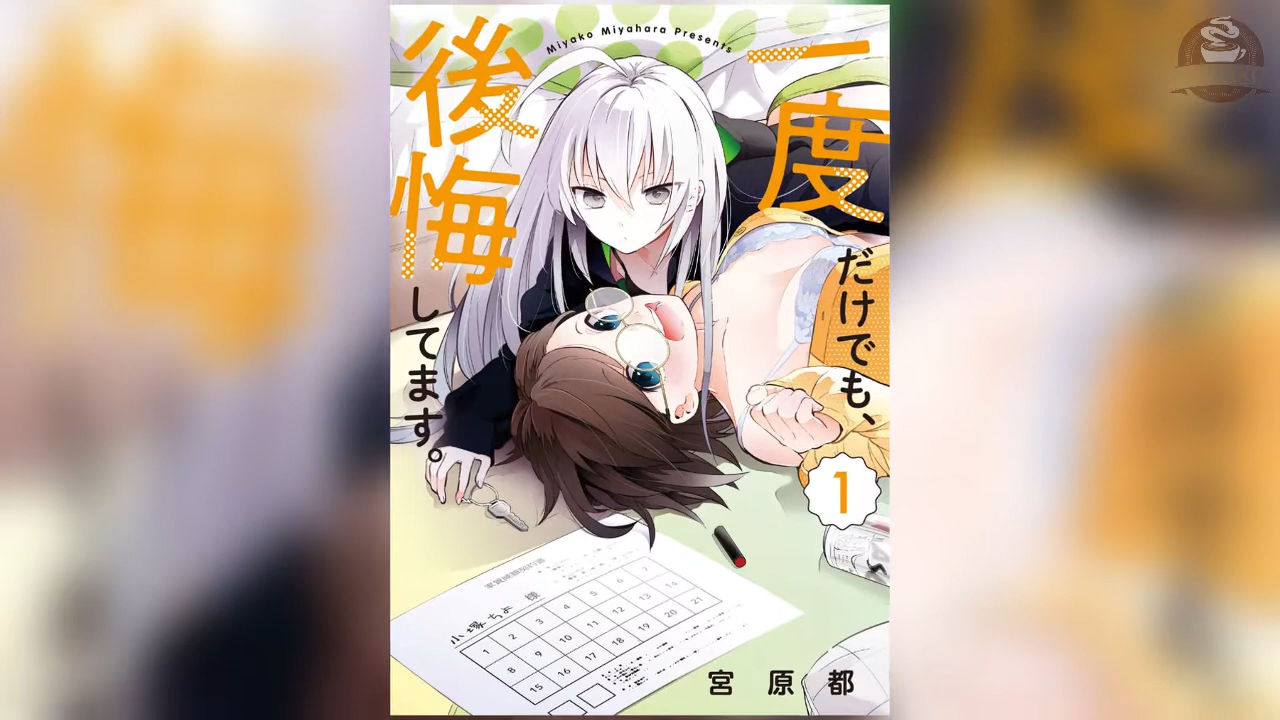 Miyako Miyahara Presents
一度
だけでも、
後悔
してます。
1
小塚ちよ 様
1 2 3 4 5 6 7
8 9 10 11 12 13 14
15 16 17 18 19 20 21
宮原都